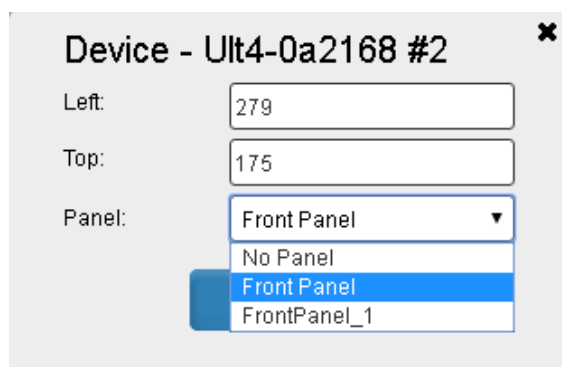 Device - Ult4-0a2168 #2
Left:
279
Top:
175
Panel:
Front Panel
No Panel
Front Panel
FrontPanel_1